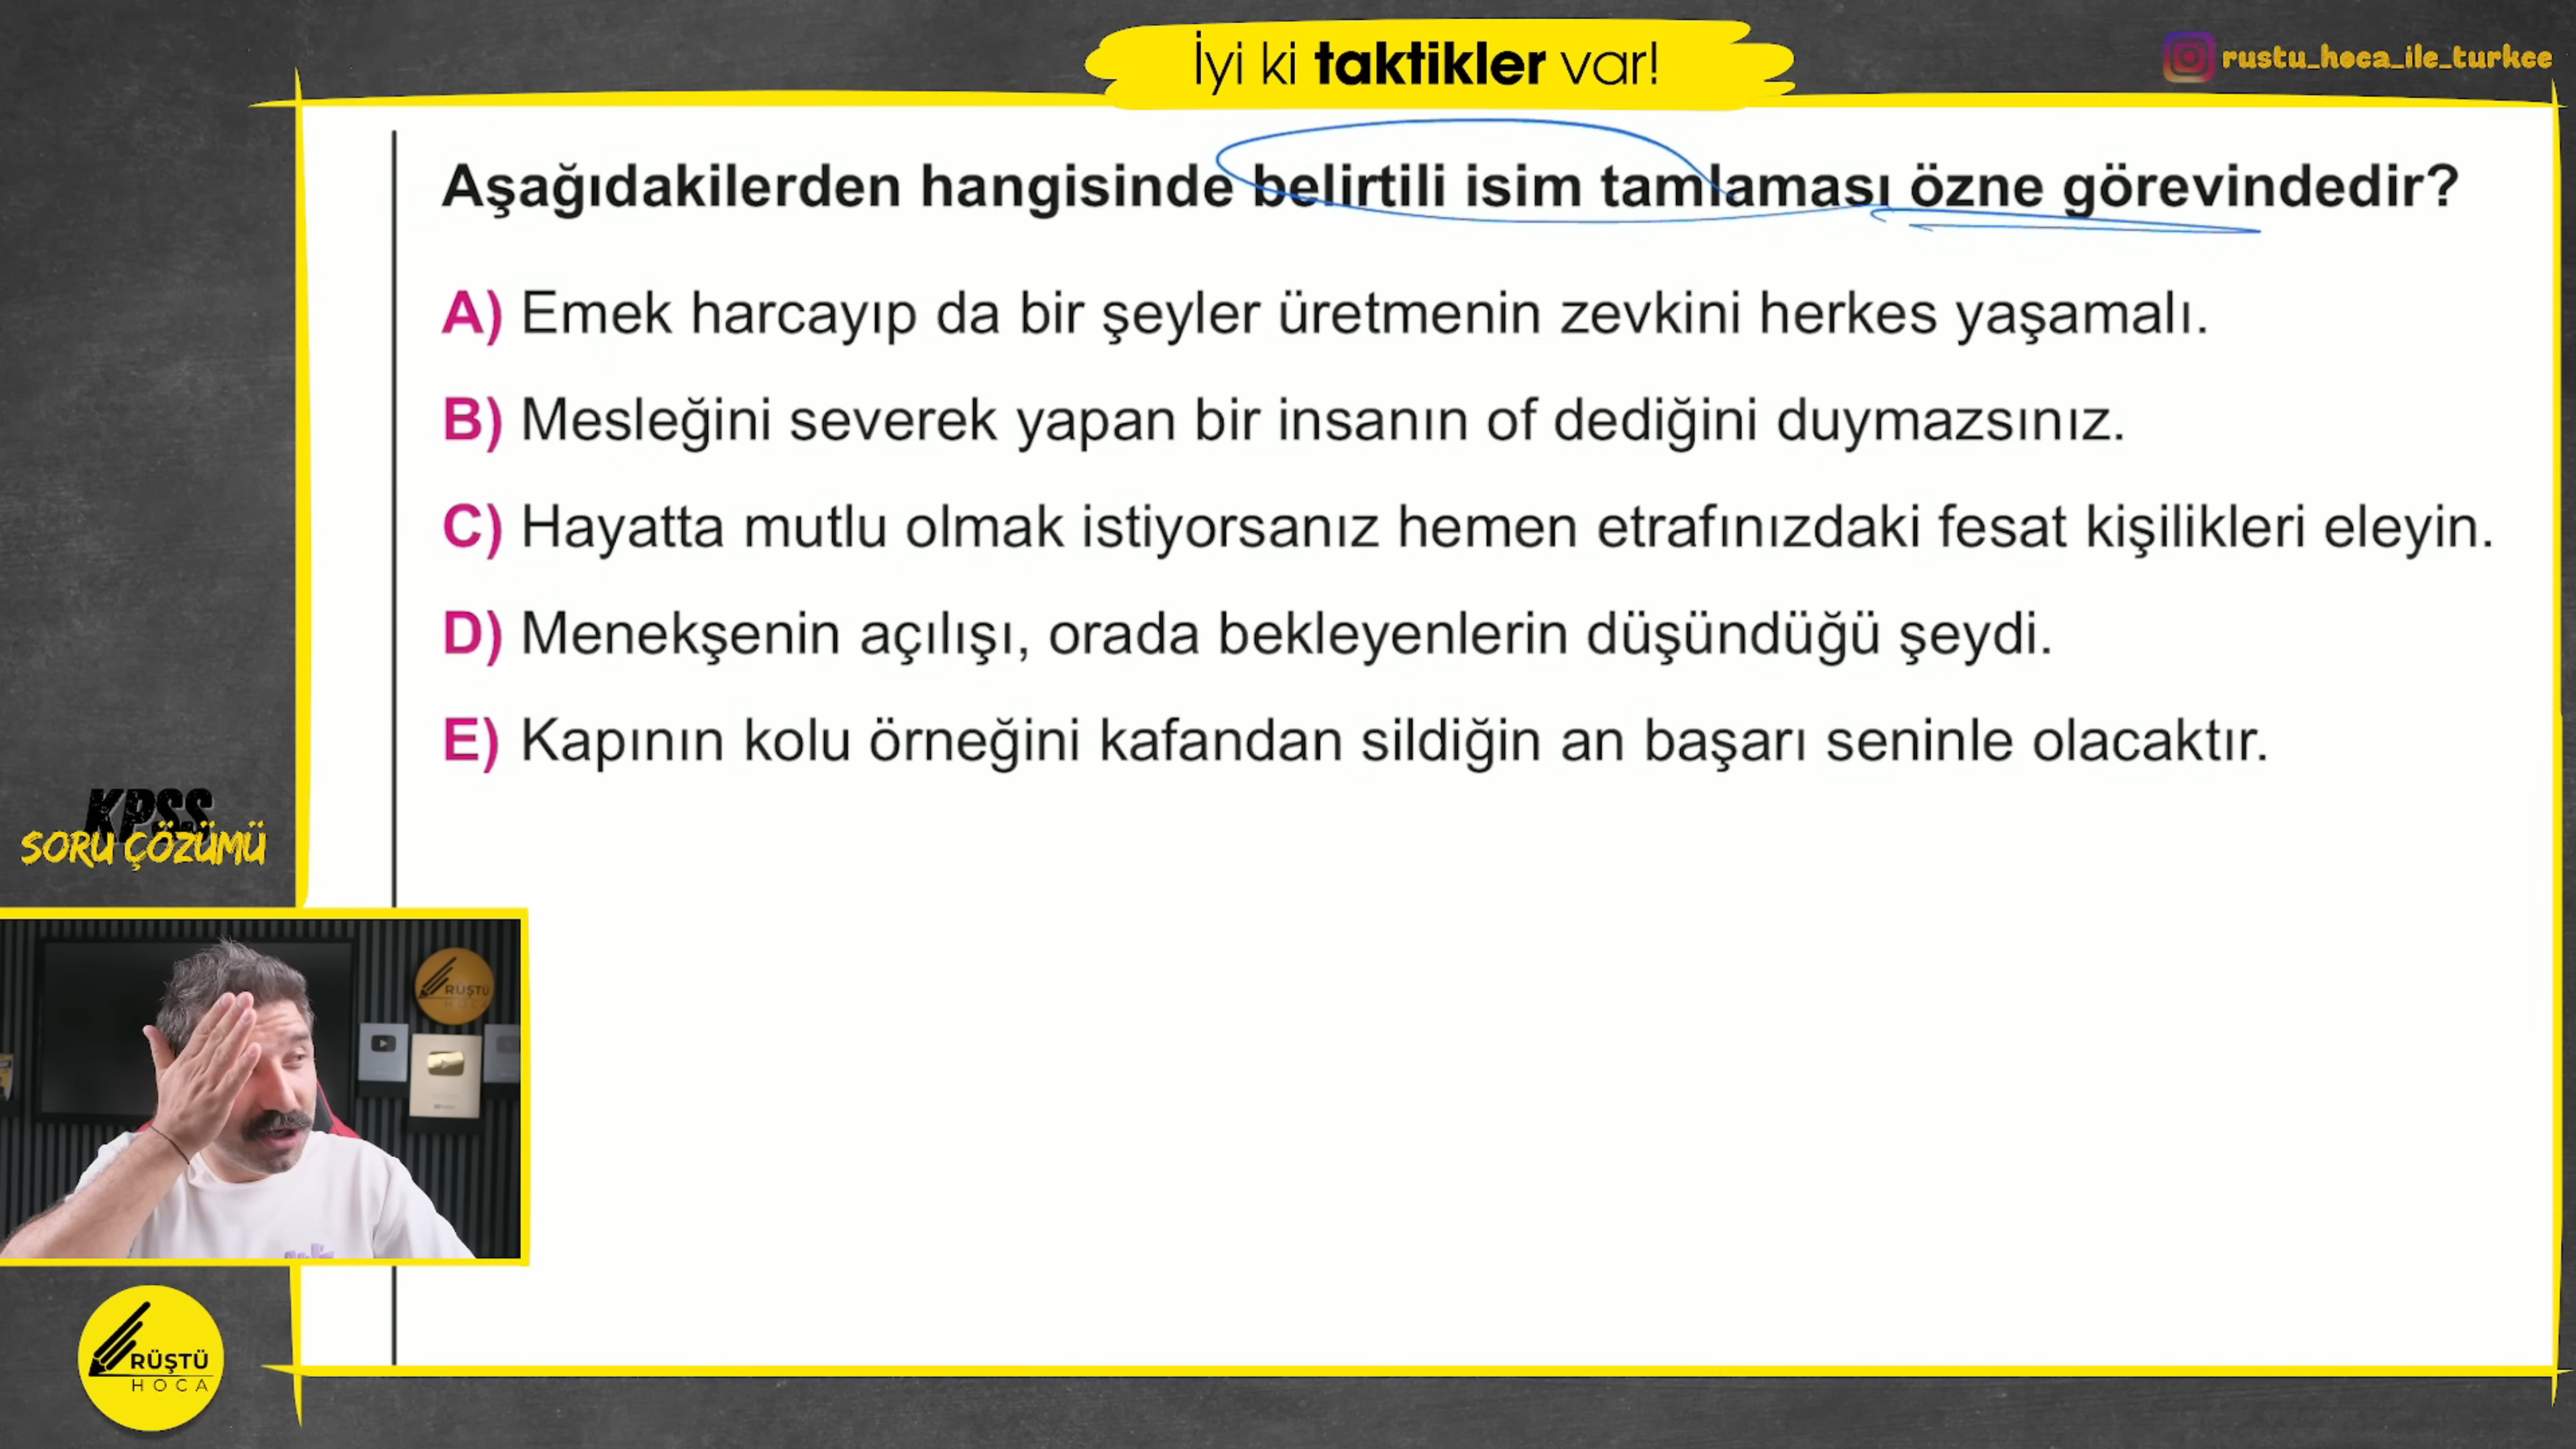 İyi ki taktikler var!
rustu_hoca_ile_turkce
Aşağıdakilerden hangisinde belirtili isim tamlaması özne görevindedir?
A) Emek harcayıp da bir şeyler üretmenin zevkini herkes yaşamalı.
B) Mesleğini severek yapan bir insanın of dediğini duymazsınız.
C) Hayatta mutlu olmak istiyorsanız hemen etrafınızdaki fesat kişilikleri eleyin.
D) Menekşenin açılışı, orada bekleyenlerin düşündüğü şeydi.
E) Kapının kolu örneğini kafandan sildiğin an başarı seninle olacaktır.
KPSS
SORU ÇÖZÜMÜ
RÜŞTÜ
HOCA
RÜŞTÜ
HOCA